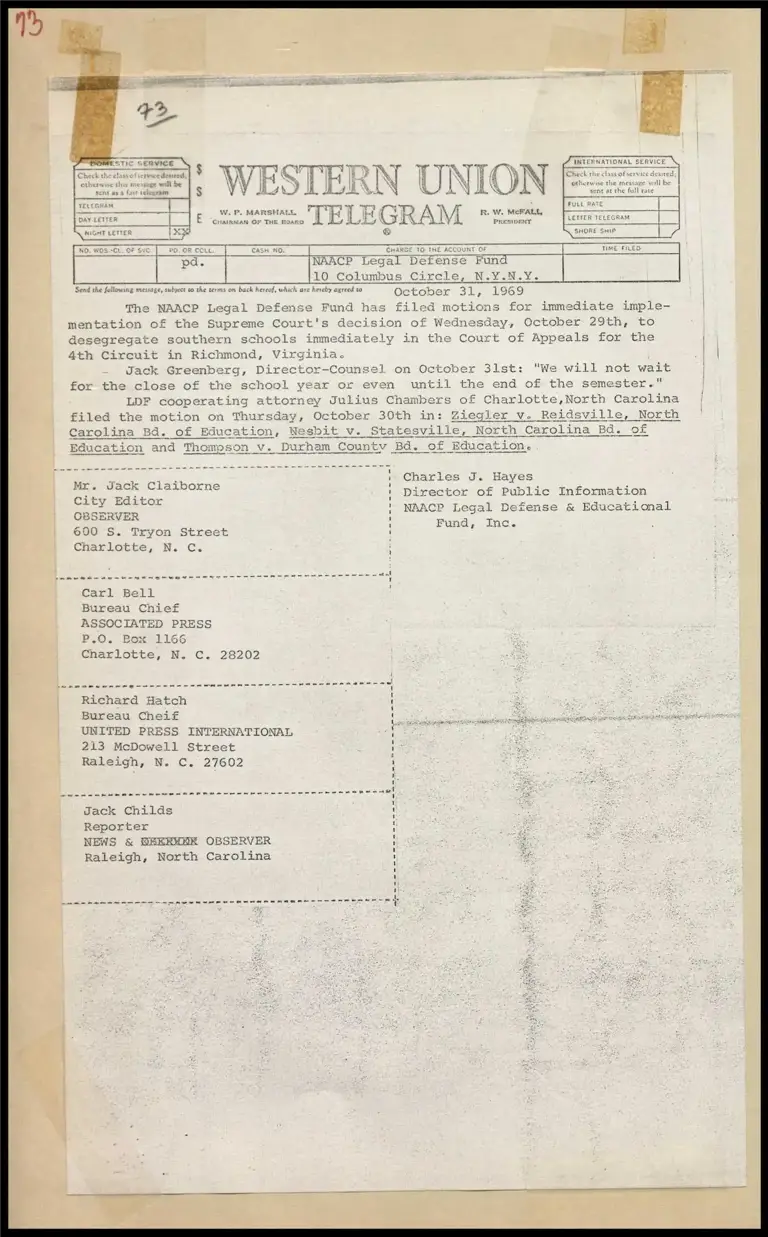 73
73
DOMESTIC SERVICE
Check the class of service desired;
otherwise this message will be
sent as a fast telegram
TELEGRAM
DAY LETTER
NIGHT LETTER XX
$
S
E
WESTERN UNION
TELEGRAM
W. P. MARSHALL
CHAIRMAN OF THE BOARD
R. W. McFALL
PRESIDENT
INTERNATIONAL SERVICE
Check the class of service desired;
otherwise the message will be
sent at the full rate
FULL RATE
LETTER TELEGRAM
SHORE SHIP
NO. WDS.-CL. OF SVC. PD. OR COLL. CASH NO. CHARGE TO THE ACCOUNT OF TIME FILED
pd. NAACP Legal Defense Fund
10 Columbus Circle, N.Y.N.Y.
Send the following message, subject to the terms on back hereof, which are hereby agreed to
October 31, 1969
The NAACP Legal Defense Fund has filed motions for immediate imple-
mentation of the Supreme Court's decision of Wednesday, October 29th, to
desegregate southern schools immediately in the Court of Appeals for the
4th Circuit in Richmond, Virginia.
Jack Greenberg, Director-Counsel on October 31st: "We will not wait
for the close of the school year or even until the end of the semester."
LDF cooperating attorney Julius Chambers of Charlotte,North Carolina
filed the motion on Thursday, October 30th in: Ziegler v. Reidsville, North
Carolina Bd. of Education, Nesbit v. Statesville, North Carolina Bd. of
Education and Thompson v. Durham County Bd. of Education.
Mr. Jack Claiborne
City Editor
OBSERVER
600 S. Tryon Street
Charlotte, N. C.
Charles J. Hayes
Director of Public Information
NAACP Legal Defense & Educational
Fund, Inc.
Carl Bell
Bureau Chief
ASSOCIATED PRESS
P.O. Box 1166
Charlotte, N. C. 28202
Richard Hatch
Bureau Cheif
UNITED PRESS INTERNATIONAL
213 McDowell Street
Raleigh, N. C. 27602
Jack Childs
Reporter
NEWS & OBSERVER
Raleigh, North Carolina